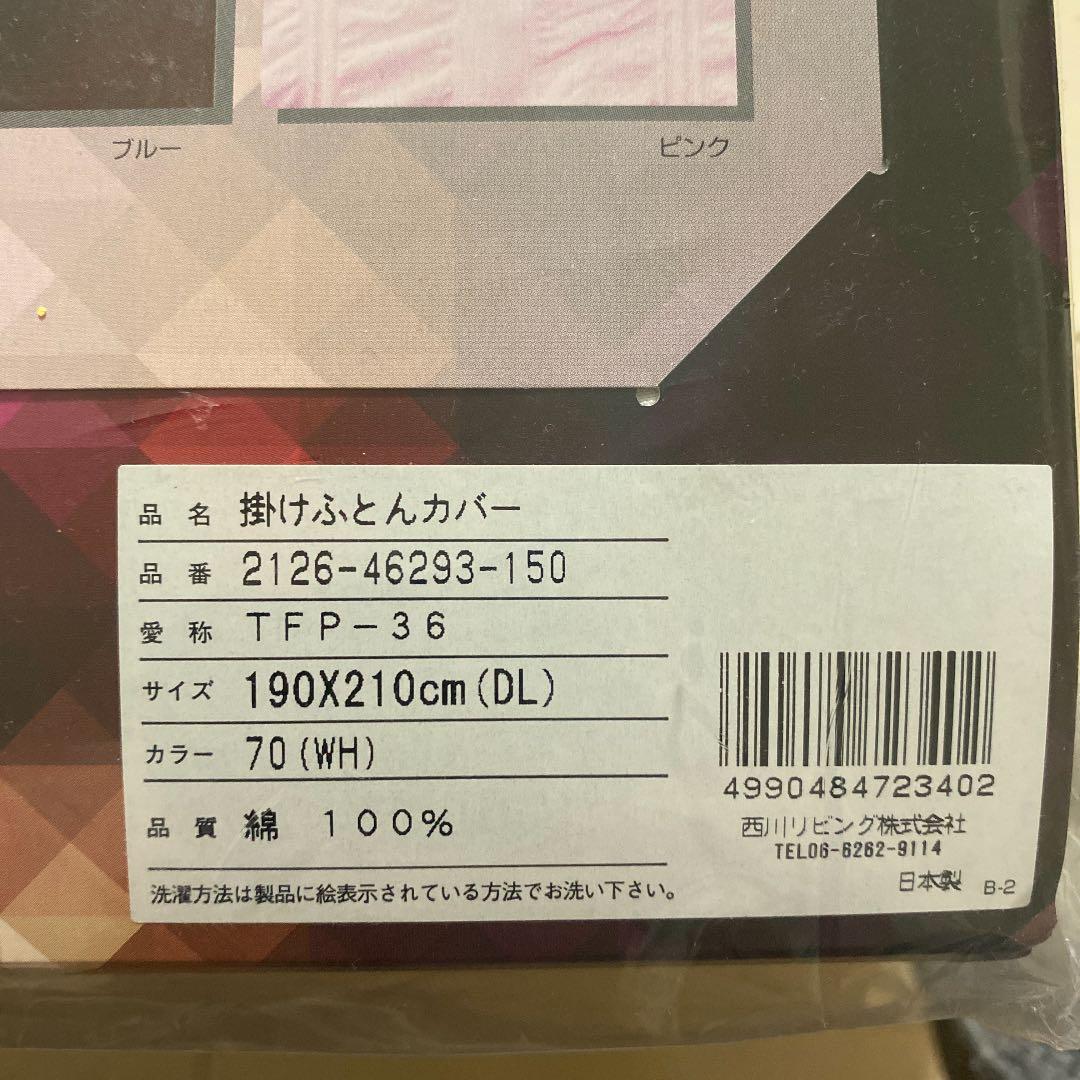 ブルー
ピンク
品 名 掛けふとんカバー
品 番 2126-46293-150
愛 称 TFP-36
サイズ 190X210cm(DL)
カラー 70(WH)
品 質 綿 100%
洗濯方法は製品に絵表示されている方法でお洗い下さい。
4990484723402
西川リビング株式会社
TEL06-6262-9114
日本製 B-2